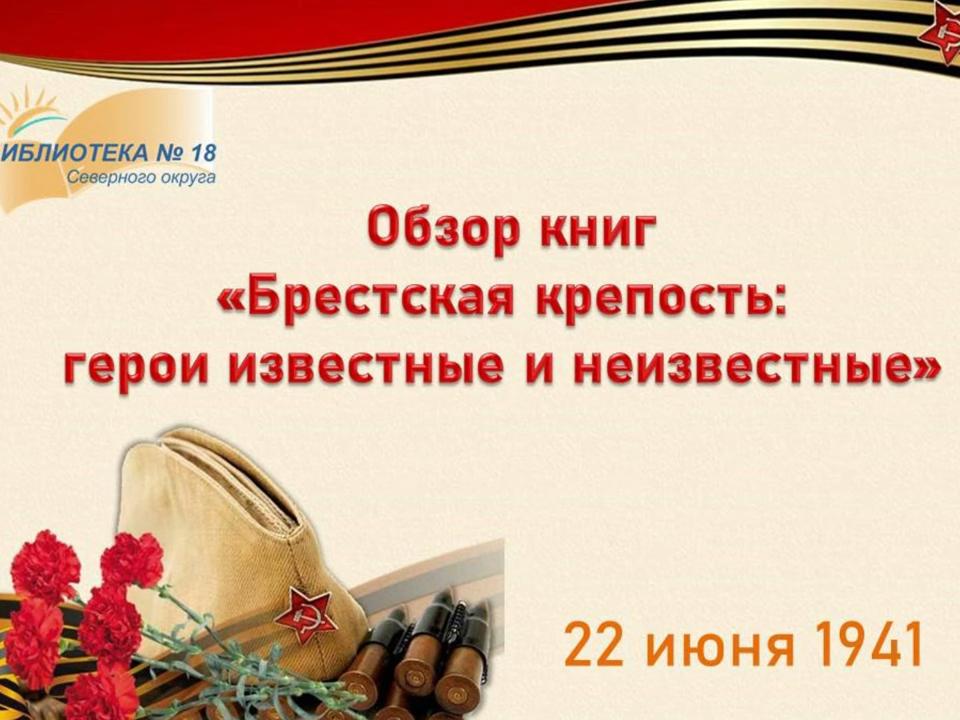 ИБЛИОТЕКА № 18
Северного округа
Обзор книг
«Брестская крепость:
герои известные и неизвестные»
22 июня 1941